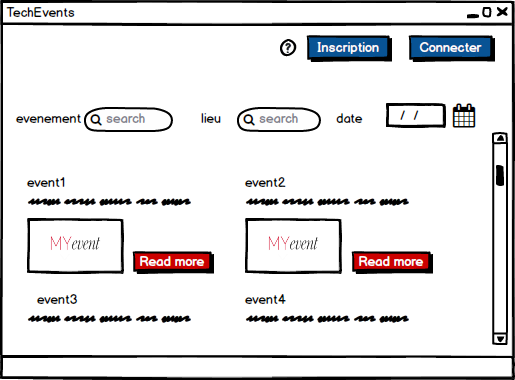 TechEvents
? Inscription Connecter
evenement search lieu search date / /
event1 event2
MYevent Read more MYevent Read more
event3 event4